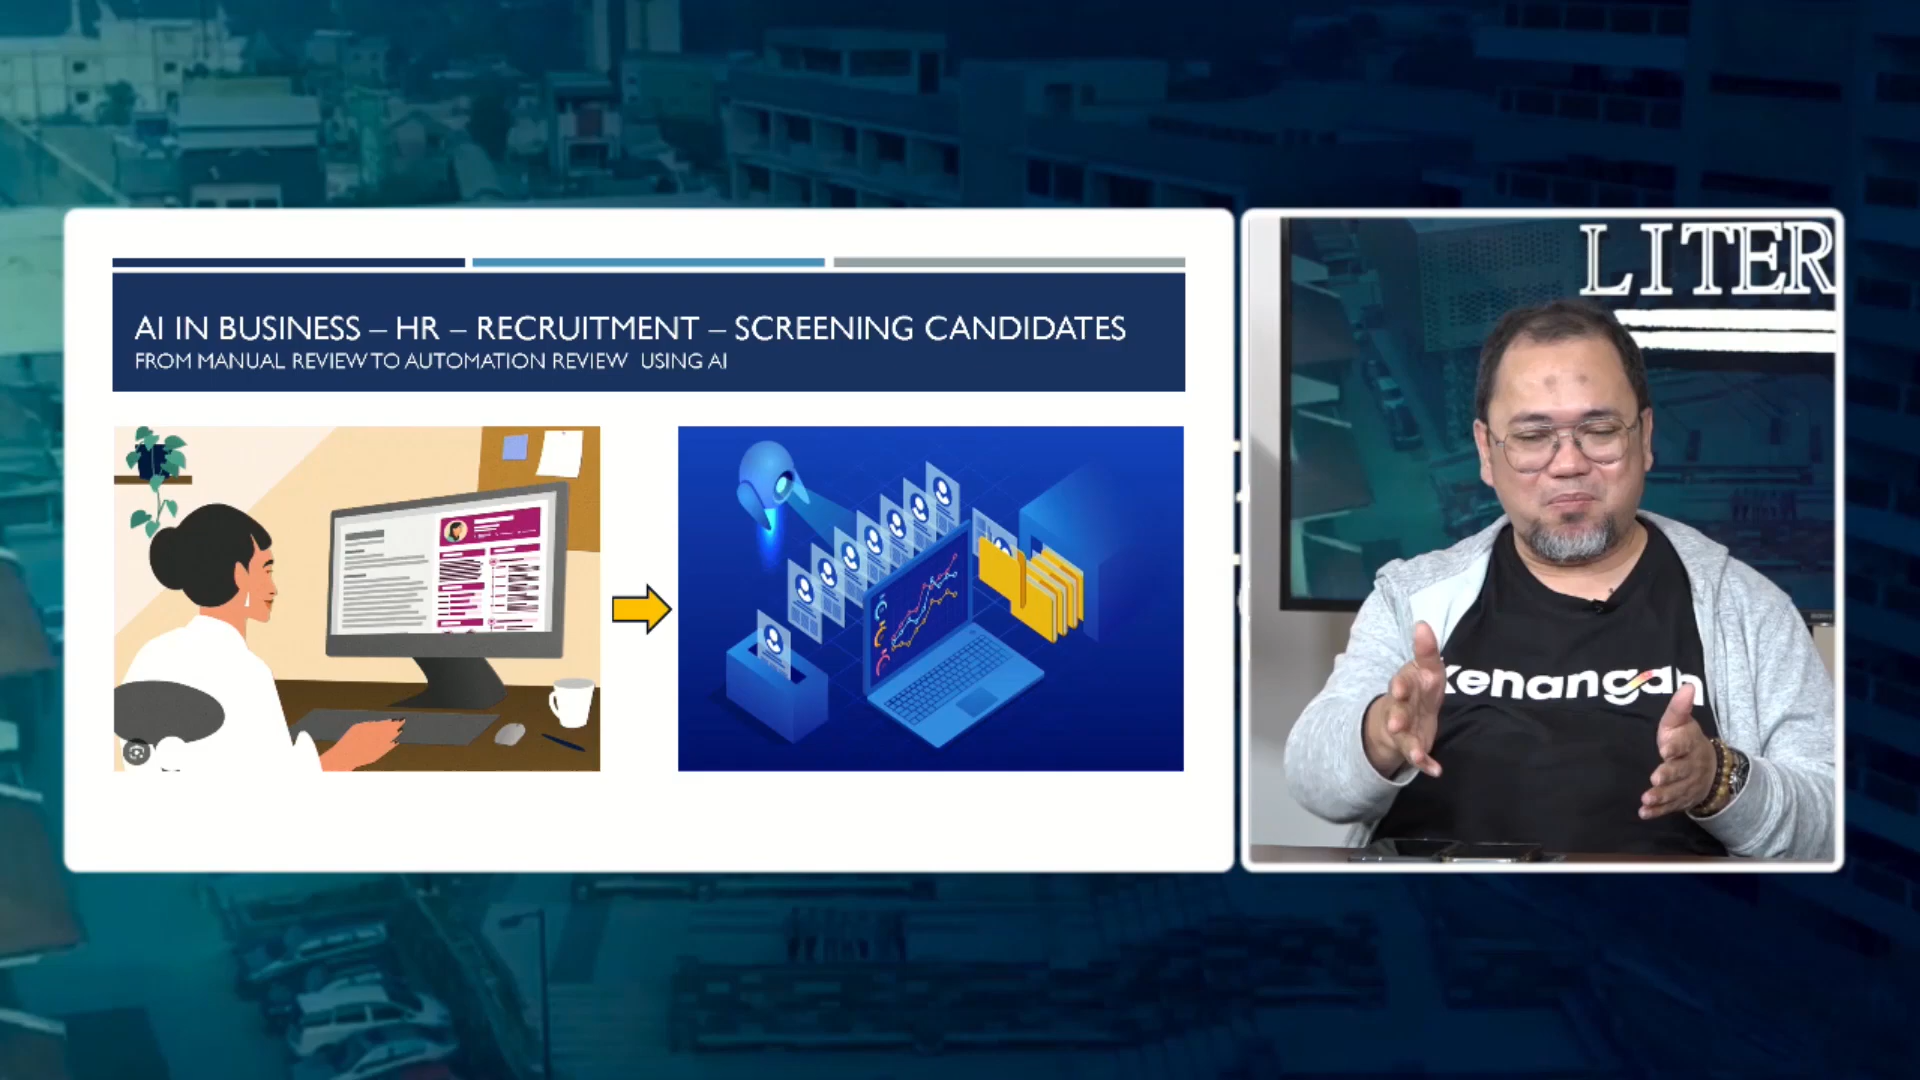 AI IN BUSINESS – HR – RECRUITMENT – SCREENING CANDIDATES
FROM MANUAL REVIEW TO AUTOMATION REVIEW USING AI
LITER
kenangan